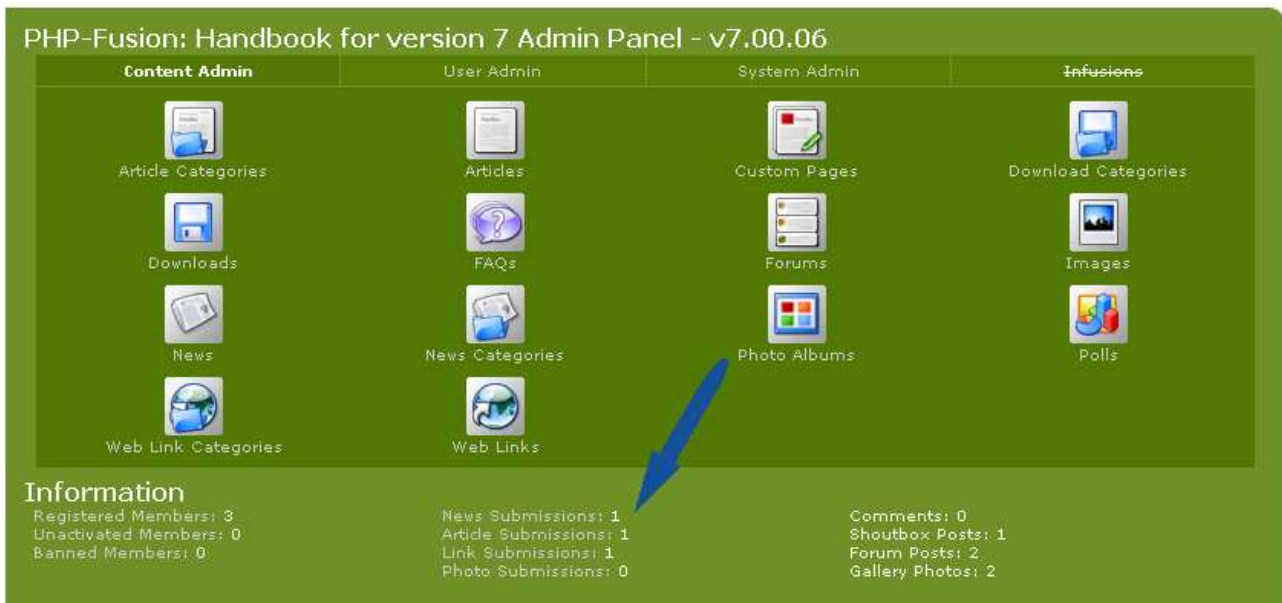 PHP-Fusion: Handbook for version 7 Admin Panel - v7.00.06
Content Admin User Admin System Admin Infusions
Article Categories Articles Custom Pages Download Categories
Downloads FAQs Forums Images
News News Categories Photo Albums Polls
Web Link Categories Web Links
Information
Registered Members: 3 News Submissions: 1 Comments: 0
Unactivated Members: 0 Article Submissions: 1 Shoutbox Posts: 1
Banned Members: 0 Link Submissions: 1 Forum Posts: 2
Photo Submissions: 0 Gallery Photos: 2